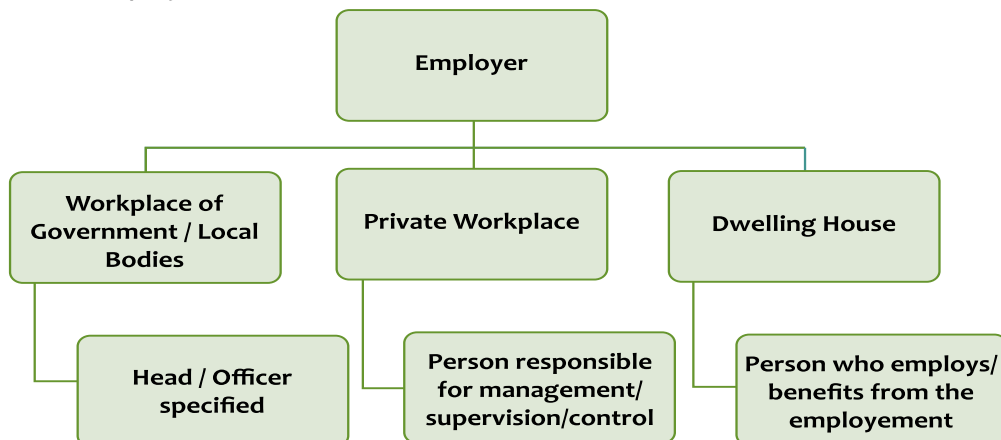 Employer
Workplace of
Government / Local
Bodies
Private Workplace
Dwelling House
Head / Officer
specified
Person responsible
for management/
supervision/control
Person who employs/
benefits from the
employement